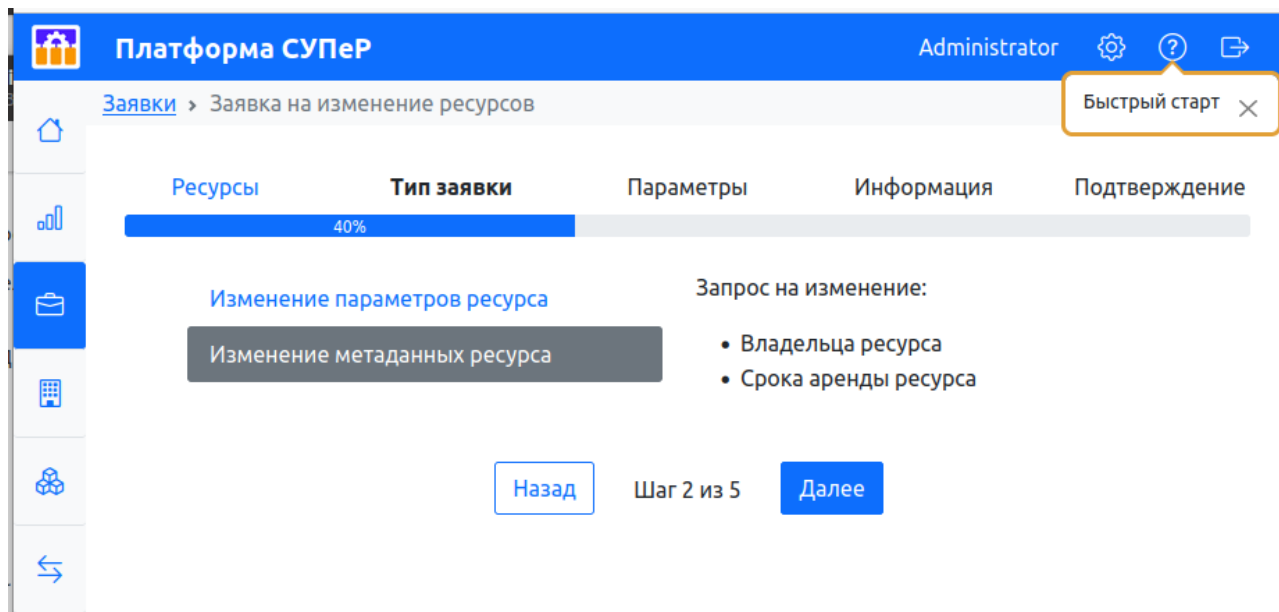 Платформа СУПеР
Administrator
Заявки › Заявка на изменение ресурсов
Быстрый старт
Ресурсы Тип заявки Параметры Информация Подтверждение
40%
Изменение параметров ресурса
Изменение метаданных ресурса
Запрос на изменение:
• Владельца ресурса
• Срока аренды ресурса
Назад Шаг 2 из 5 Далее